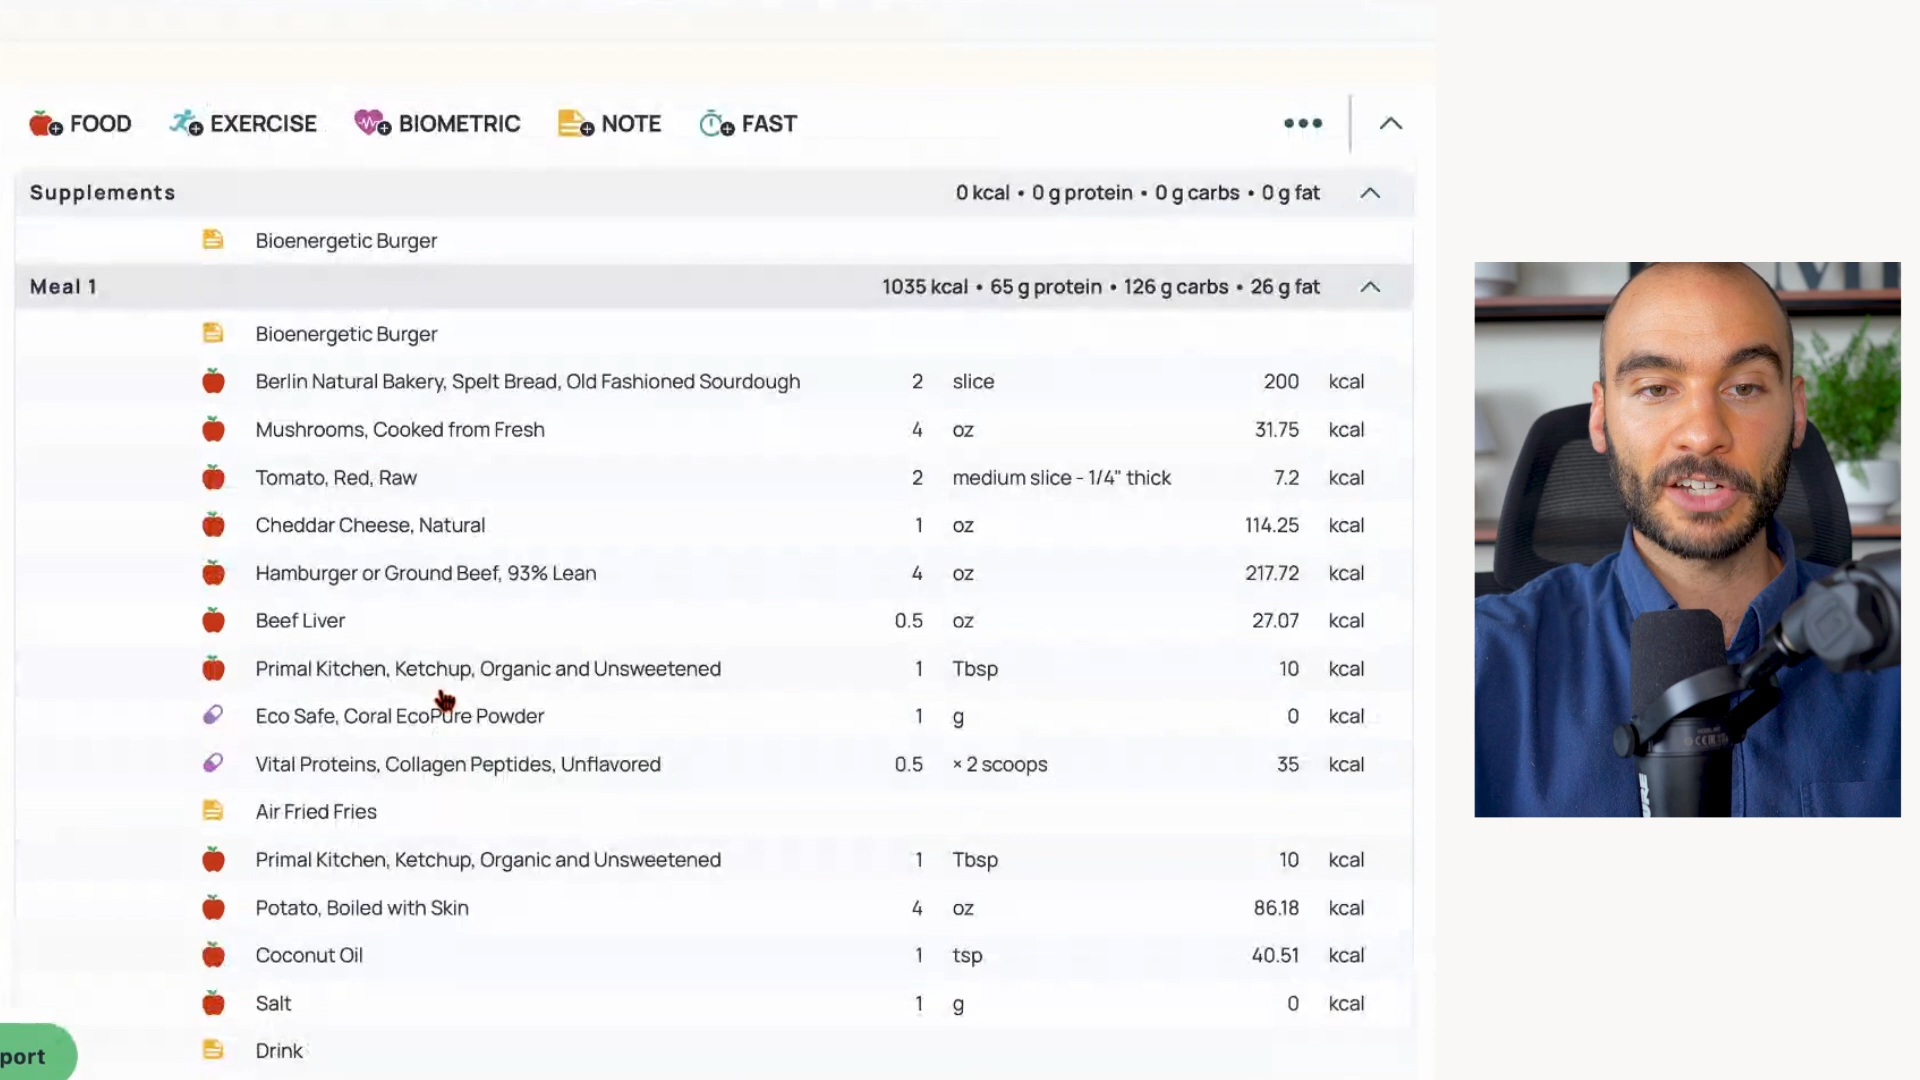 FOOD EXERCISE BIOMETRIC NOTE FAST
Supplements 0 kcal • 0 g protein • 0 g carbs • 0 g fat
Bioenergetic Burger
Meal 1 1035 kcal • 65 g protein • 126 g carbs • 26 g fat
Bioenergetic Burger
Berlin Natural Bakery, Spelt Bread, Old Fashioned Sourdough 2 slice 200 kcal
Mushrooms, Cooked from Fresh 4 oz 31.75 kcal
Tomato, Red, Raw 2 medium slice - 1/4" thick 7.2 kcal
Cheddar Cheese, Natural 1 oz 114.25 kcal
Hamburger or Ground Beef, 93% Lean 4 oz 217.72 kcal
Beef Liver 0.5 oz 27.07 kcal
Primal Kitchen, Ketchup, Organic and Unsweetened 1 Tbsp 10 kcal
Eco Safe, Coral EcoPure Powder 1 g 0 kcal
Vital Proteins, Collagen Peptides, Unflavored 0.5 × 2 scoops 35 kcal
Air Fried Fries
Primal Kitchen, Ketchup, Organic and Unsweetened 1 Tbsp 10 kcal
Potato, Boiled with Skin 4 oz 86.18 kcal
Coconut Oil 1 tsp 40.51 kcal
Salt 1 g 0 kcal
Drink
port